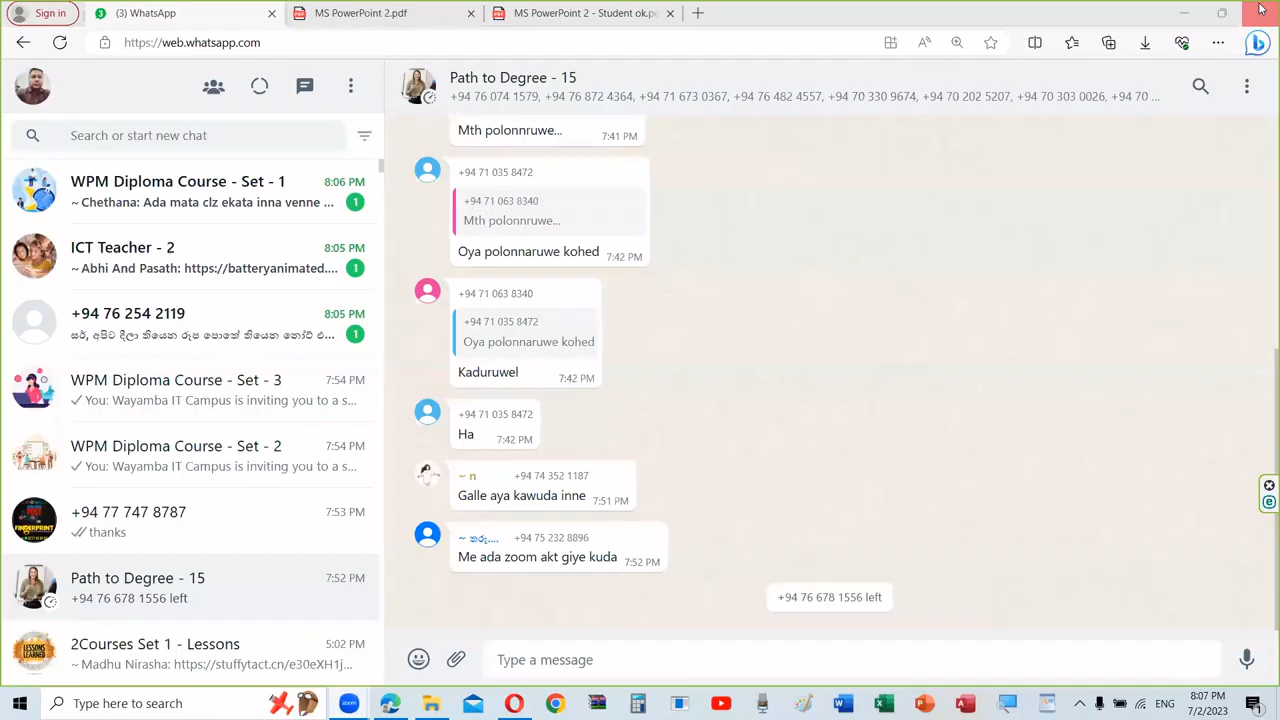 Sign in
(3) WhatsApp
MS PowerPoint 2.pdf
MS PowerPoint 2 - Student ok.p
https://web.whatsapp.com
Path to Degree - 15
+94 76 074 1579, +94 76 872 4364, +94 71 673 0367, +94 76 482 4557, +94 70 330 9674, +94 70 202 5207, +94 70 303 0026, +94 70 ...
Search or start new chat
WPM Diploma Course - Set - 1
8:06 PM
~ Chethana: Ada mata clz ekata inna venne ...
1
ICT Teacher - 2
8:05 PM
~ Abhi And Pasath: https://batteryanimated....
1
+94 76 254 2119
8:05 PM
සර්, අපිට දීලා තියෙන රූප පොතේ තියෙන නෝට් එ...
1
WPM Diploma Course - Set - 3
7:54 PM
You: Wayamba IT Campus is inviting you to a s...
WPM Diploma Course - Set - 2
7:54 PM
You: Wayamba IT Campus is inviting you to a s...
+94 77 747 8787
7:53 PM
thanks
Path to Degree - 15
7:52 PM
+94 76 678 1556 left
2Courses Set 1 - Lessons
5:02 PM
~ Madhu Nirasha: https://stuffytact.cn/e30eXH1j...
LESSONS LEARNED
FINGERPRINT
Mth polonnruwe...
7:41 PM
+94 71 035 8472
+94 71 063 8340
Mth polonnruwe...
Oya polonnaruwe kohed
7:42 PM
+94 71 063 8340
+94 71 035 8472
Oya polonnaruwe kohed
Kaduruwel
7:42 PM
+94 71 035 8472
Ha
7:42 PM
~ n +94 74 352 1187
Galle aya kawuda inne
7:51 PM
~ තරු.... +94 75 232 8896
Me ada zoom akt giye kuda
7:52 PM
+94 76 678 1556 left
Type a message
Type here to search
zoom
ENG
8:07 PM
7/2/2023
1